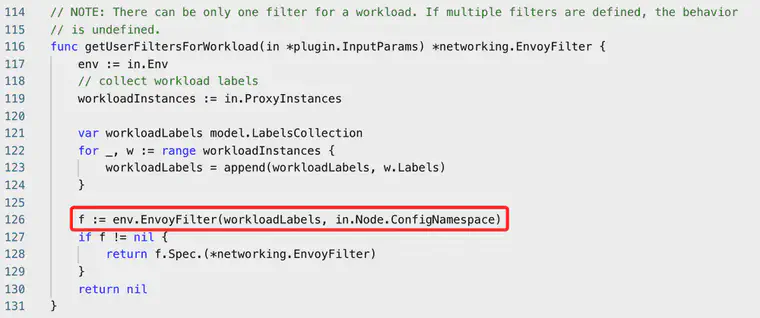 114 // NOTE: There can be only one filter for a workload. If multiple filters are defined, the behavior
115 // is undefined.
116 func getUserFiltersForWorkload(in *plugin.InputParams) *networking.EnvoyFilter {
117     env := in.Env
118     // collect workload labels
119     workloadInstances := in.ProxyInstances
120
121     var workloadLabels model.LabelsCollection
122     for _, w := range workloadInstances {
123         workloadLabels = append(workloadLabels, w.Labels)
124     }
125
126     f := env.EnvoyFilter(workloadLabels, in.Node.ConfigNamespace)
127     if f != nil {
128         return f.Spec.(*networking.EnvoyFilter)
129     }
130     return nil
131 }